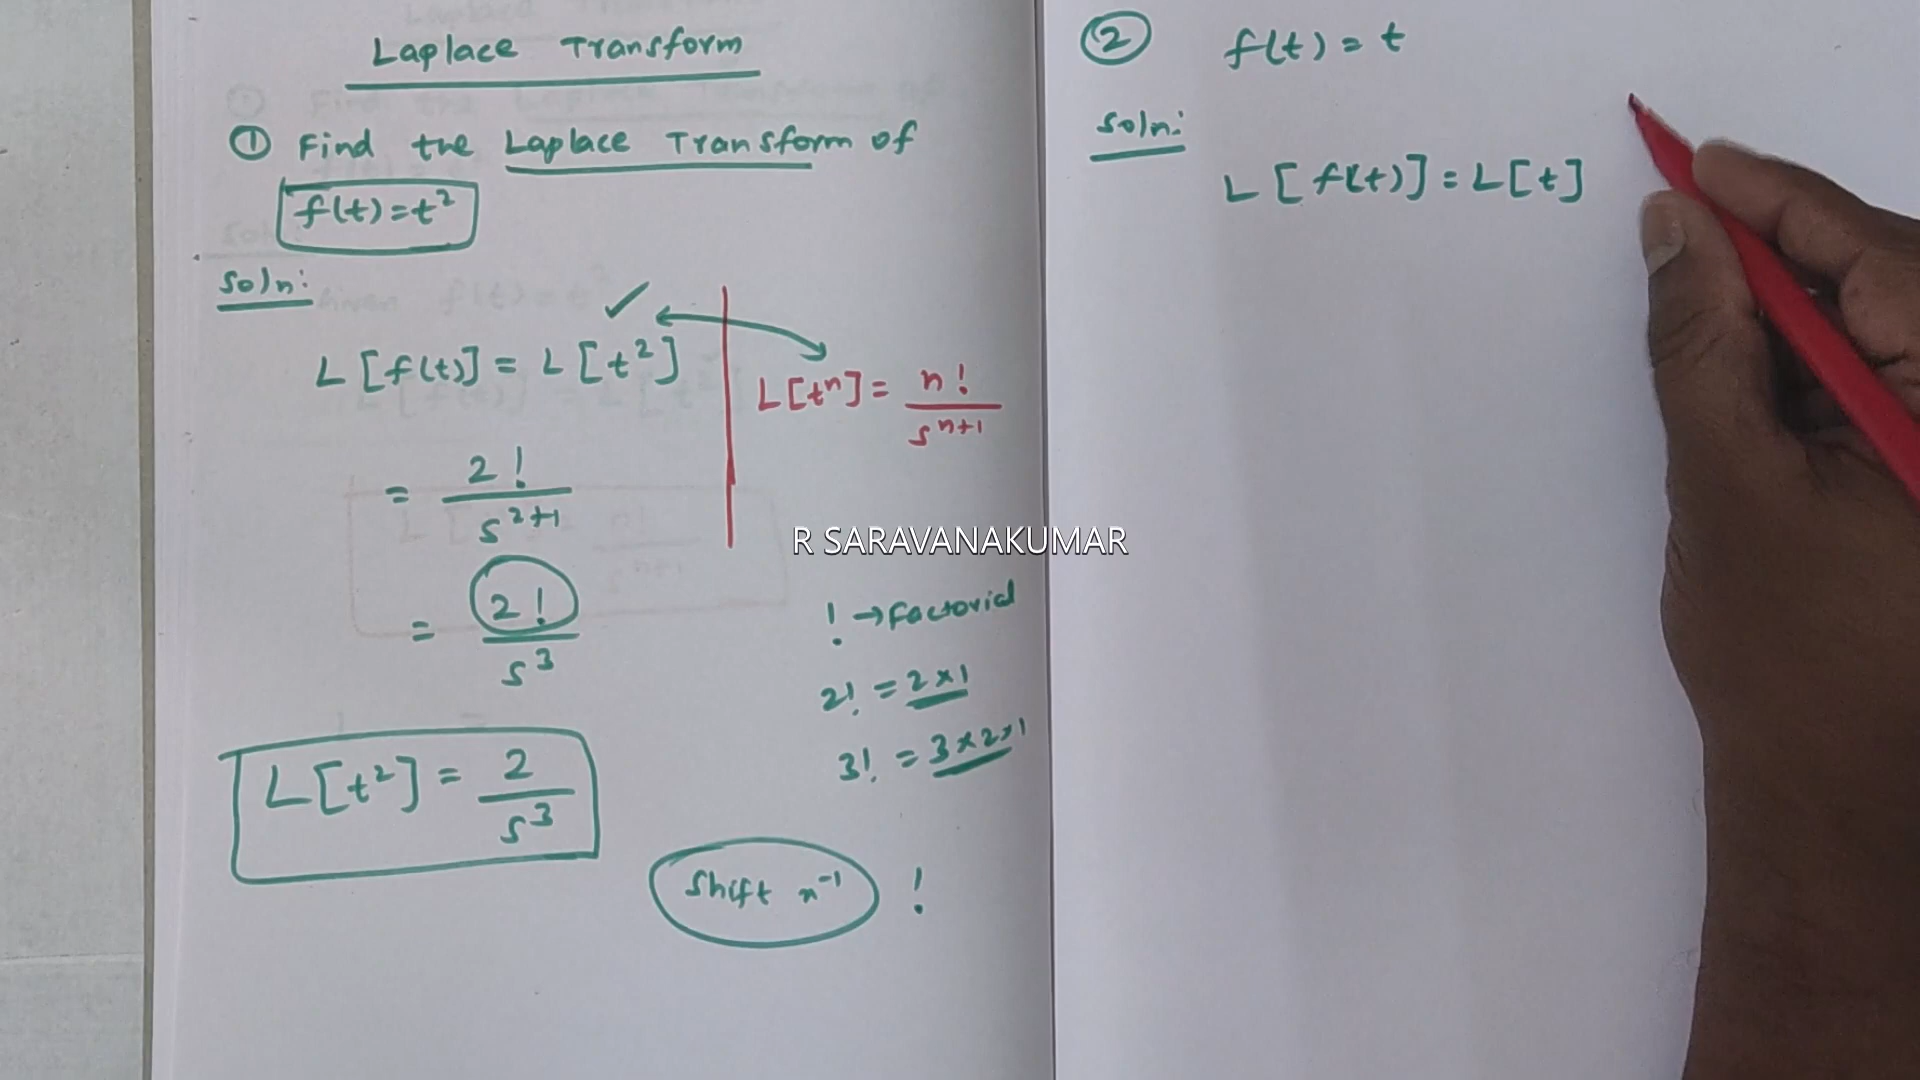 Laplace Transform
① Find the Laplace Transform of
f(t)=t²
Soln:
L[f(t)] = L[t²]
L[tⁿ] = n! / sⁿ⁺¹
= 2! / s²⁺¹
= 2! / s³
! → Factorial
2! = 2×1
3! = 3×2×1
L[t²] = 2 / s³
Shift x⁻¹ !
② f(t) = t
Soln:
L[f(t)] = L[t]
R SARAVANAKUMAR